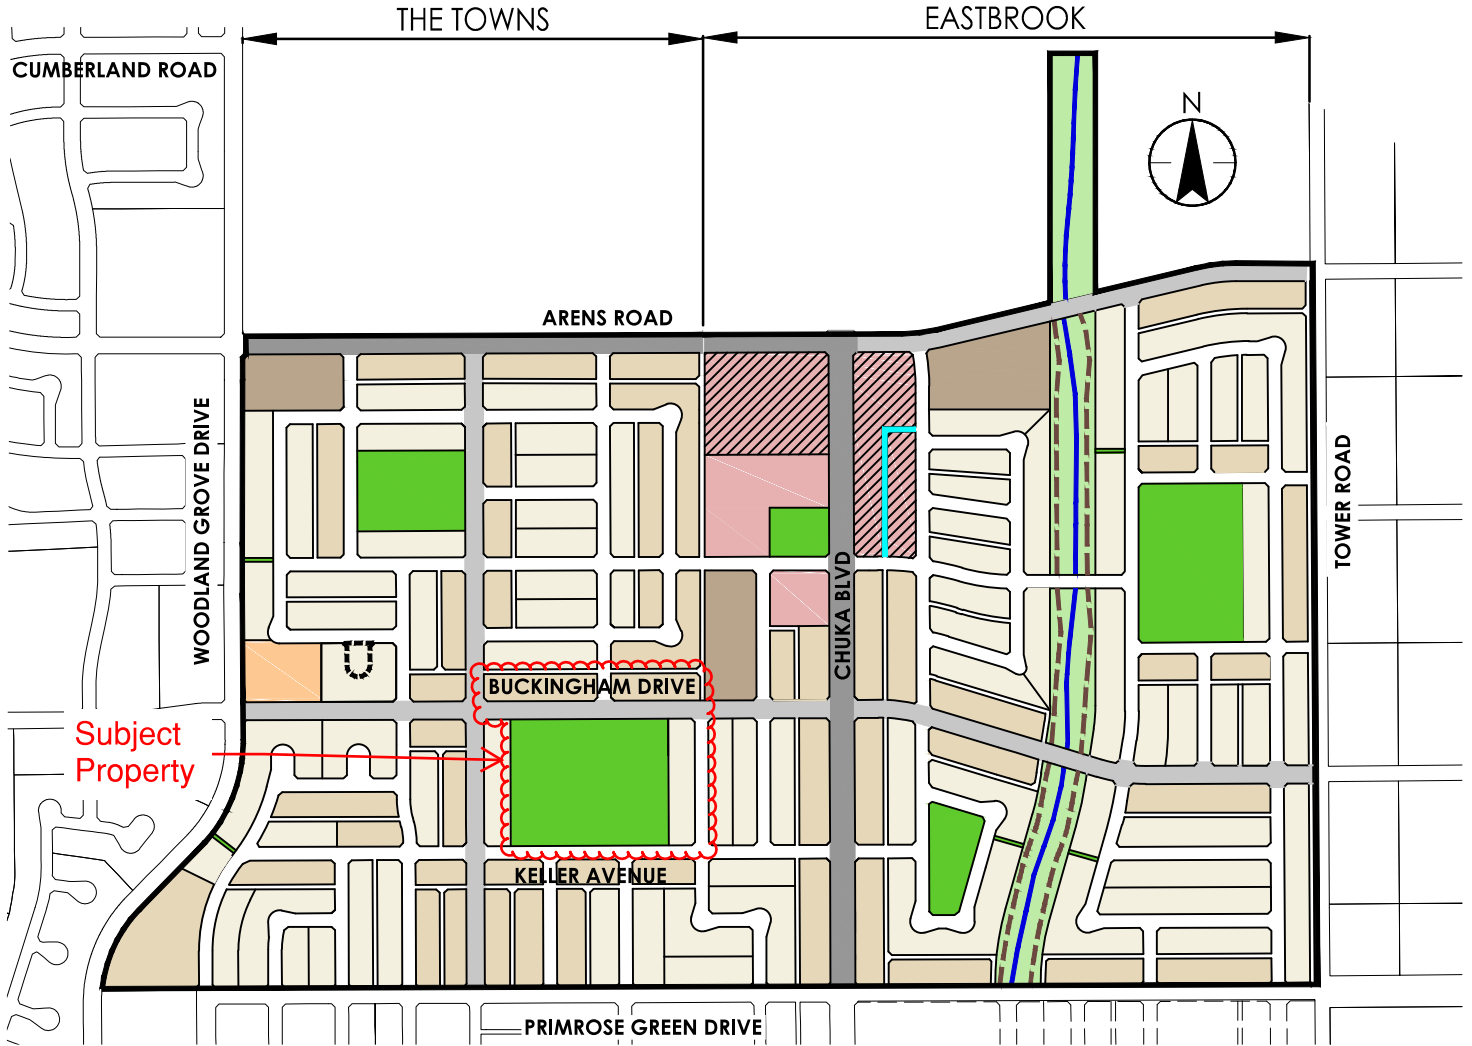 THE TOWNS
EASTBROOK
CUMBERLAND ROAD
N
ARENS ROAD
WOODLAND GROVE DRIVE
TOWER ROAD
CHUKA BLVD
BUCKINGHAM DRIVE
Subject
Property
KELLER AVENUE
PRIMROSE GREEN DRIVE